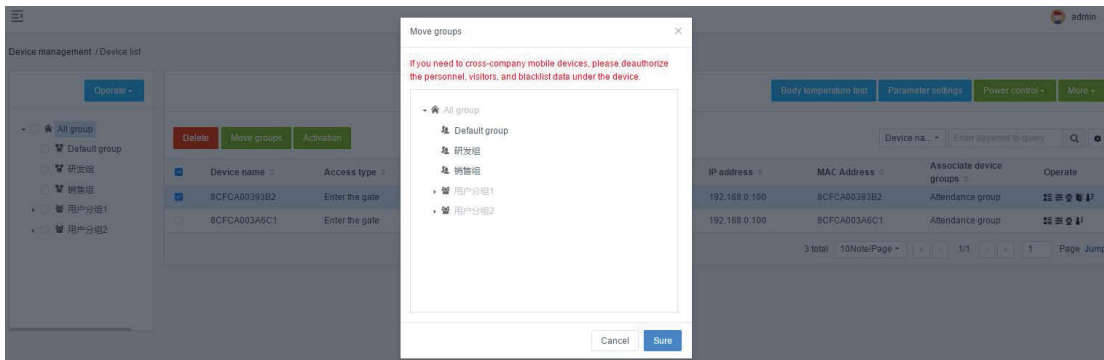 admin
Device management / Device list
Operate
Body temperature test
Parameter settings
Power control
More
All group
Default group
研发组
销售组
用户分组1
用户分组2
Delete
Move groups
Activation
Device na...
Enter keyword to query
Device name
Access type
IP address
MAC Address
Associate device groups
Operate
8CFCA00393B2
Enter the gate
192.168.0.100
8CFCA00393B2
Attendance group
8CFCA003A6C1
Enter the gate
192.168.0.100
8CFCA003A6C1
Attendance group
3 total
10Note/Page
1/1
1
Page
Jump
Move groups
If you need to cross-company mobile devices, please deauthorize
the personnel, visitors, and blacklist data under the device.
All group
Default group
研发组
销售组
用户分组1
用户分组2
Cancel
Sure